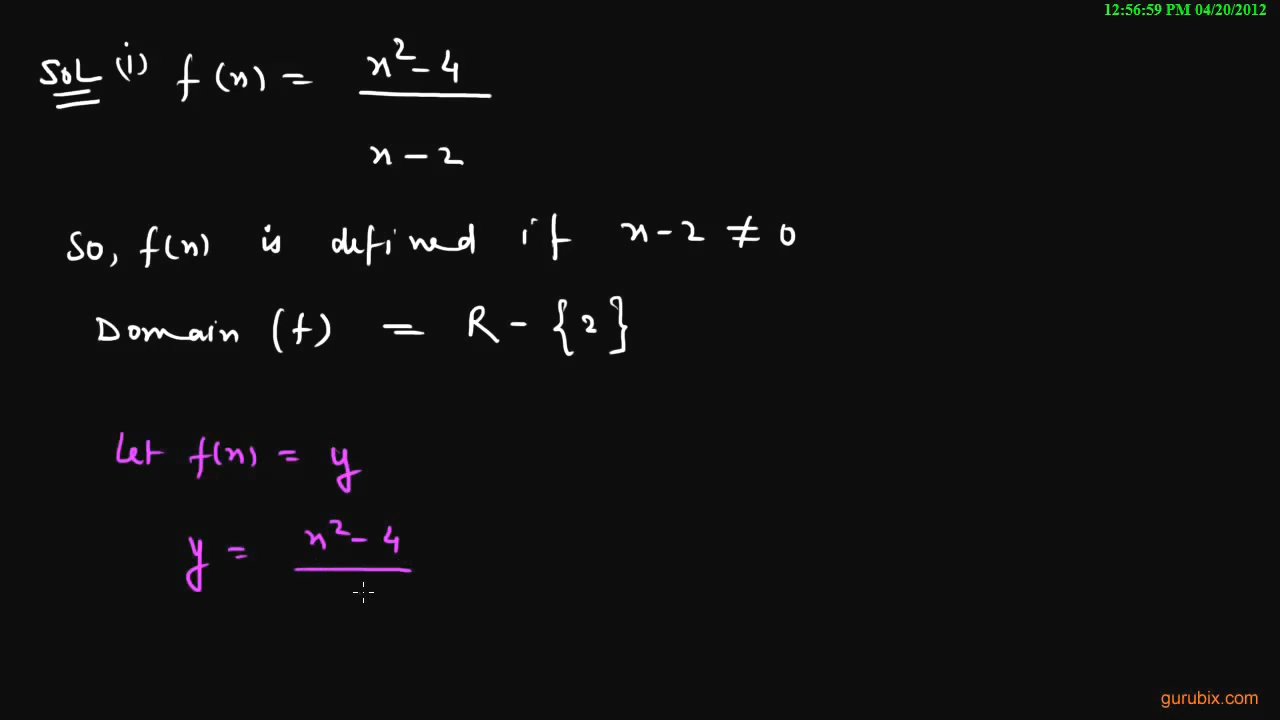 12:56:59 PM 04/20/2012
SOL (i) f(x) = x² - 4
x - 2
So, f(x) is defined if x - 2 ≠ 0
Domain (f) = R - {2}
Let f(x) = y
y = x² - 4
gurubix.com